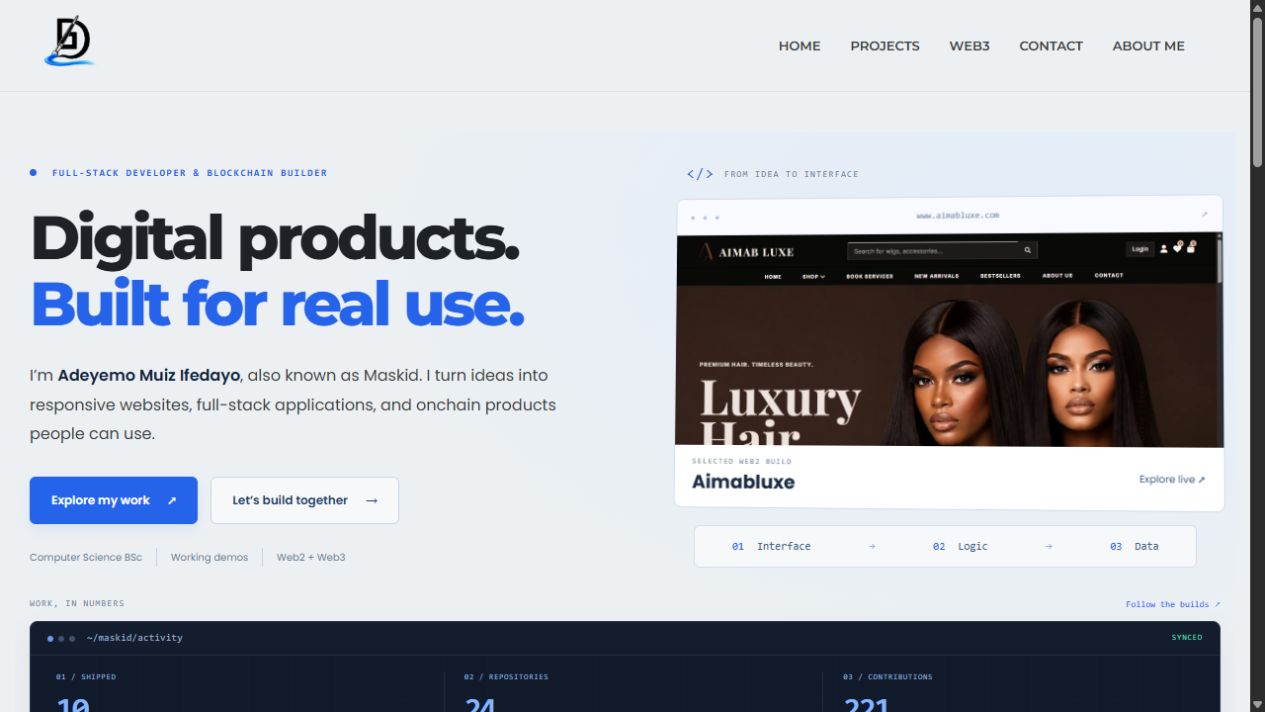 HOME PROJECTS WEB3 CONTACT ABOUT ME
FULL-STACK DEVELOPER & BLOCKCHAIN BUILDER
Digital products.
Built for real use.
I'm Adeyemo Muiz Ifedayo, also known as Maskid. I turn ideas into
responsive websites, full-stack applications, and onchain products
people can use.
Explore my work ↗
Let's build together →
Computer Science BSc
Working demos
Web2 + Web3
</> FROM IDEA TO INTERFACE
www.aimabluxe.com ↗
AIMAB LUXE
Search for wigs, accessories...
Login
HOME SHOP BOOK SERVICES NEW ARRIVALS BESTSELLERS ABOUT US CONTACT
PREMIUM HAIR. TIMELESS BEAUTY.
Luxury
Hair
SELECTED WEB2 BUILD
Aimabluxe
Explore live ↗
01 Interface → 02 Logic → 03 Data
WORK, IN NUMBERS
Follow the builds ↗
~/maskid/activity
SYNCED
01 / SHIPPED
10
02 / REPOSITORIES
24
03 / CONTRIBUTIONS
221